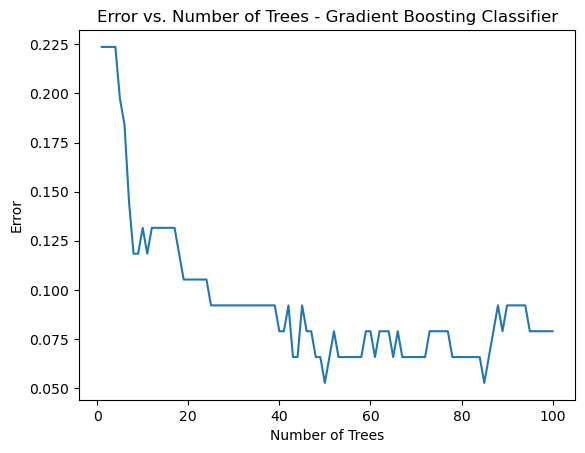 Error vs. Number of Trees - Gradient Boosting Classifier
0.225
0.200
0.175
0.150
0.125
0.100
0.075
0.050
Error
0 20 40 60 80 100
Number of Trees